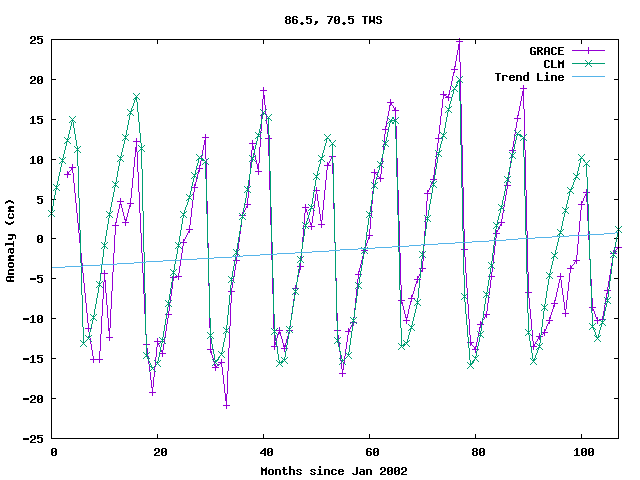 86.5, 70.5 TWS
GRACE
CLM
Trend Line
25
20
15
10
5
0
-5
-10
-15
-20
-25
Anomaly (cm)
0 20 40 60 80 100
Months since Jan 2002